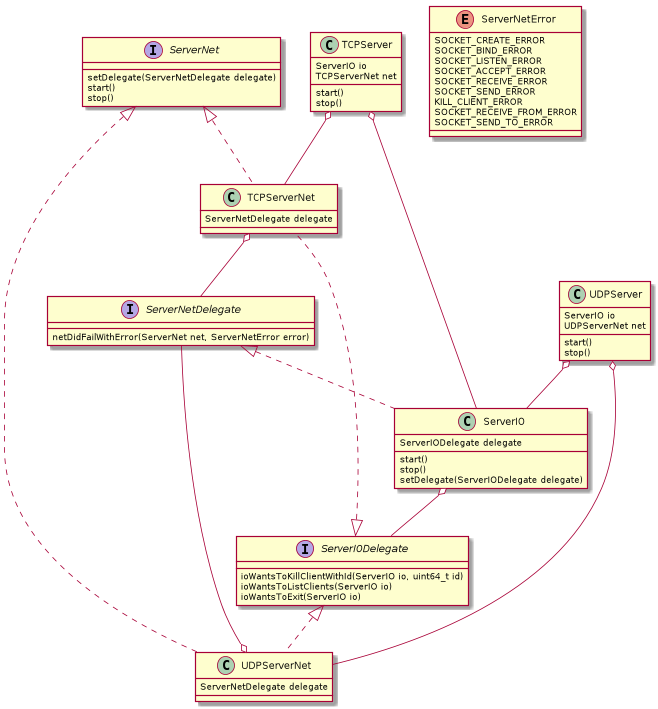 I ServerNet
setDelegate(ServerNetDelegate delegate)
start()
stop()
C TCPServer
ServerIO io
TCPServerNet net
start()
stop()
E ServerNetError
SOCKET_CREATE_ERROR
SOCKET_BIND_ERROR
SOCKET_LISTEN_ERROR
SOCKET_ACCEPT_ERROR
SOCKET_RECEIVE_ERROR
SOCKET_SEND_ERROR
KILL_CLIENT_ERROR
SOCKET_RECEIVE_FROM_ERROR
SOCKET_SEND_TO_ERROR
C TCPServerNet
ServerNetDelegate delegate
I ServerNetDelegate
netDidFailWithError(ServerNet net, ServerNetError error)
C UDPServer
ServerIO io
UDPServerNet net
start()
stop()
C ServerIO
ServerIODelegate delegate
start()
stop()
setDelegate(ServerIODelegate delegate)
I ServerIODelegate
ioWantsToKillClientWithId(ServerIO io, uint64_t id)
ioWantsToListClients(ServerIO io)
ioWantsToExit(ServerIO io)
C UDPServerNet
ServerNetDelegate delegate